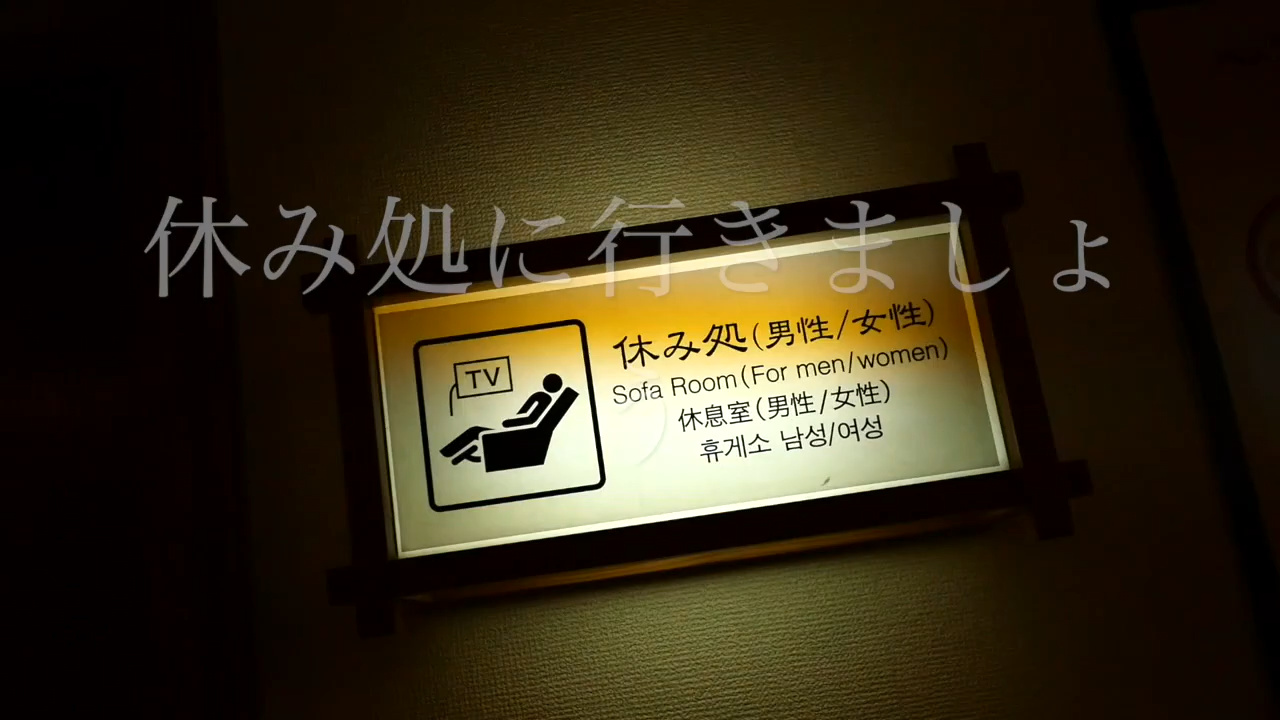 休み処に行きましょ
TV
休み処(男性/女性)
Sofa Room(For men/women)
休息室(男性/女性)
휴게소 남성/여성